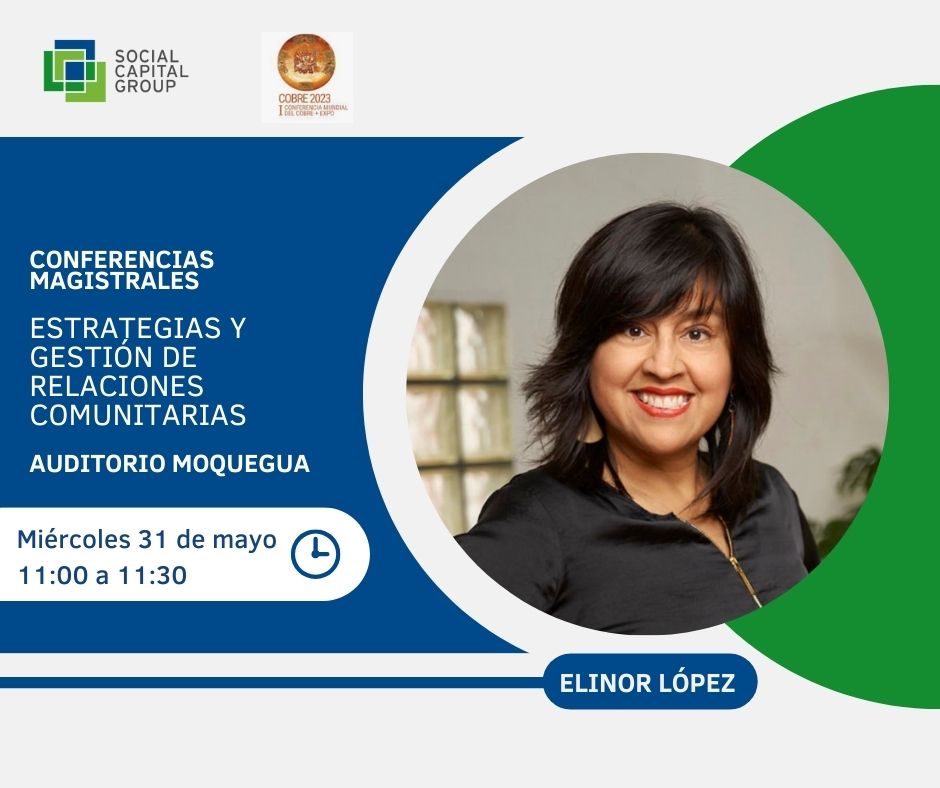 SOCIAL
CAPITAL
GROUP
COBRE 2023
I CONFERENCIA MUNDIAL
DEL COBRE + EXPO
CONFERENCIAS
MAGISTRALES
ESTRATEGIAS Y
GESTIÓN DE
RELACIONES
COMUNITARIAS
AUDITORIO MOQUEGUA
Miércoles 31 de mayo
11:00 a 11:30
ELINOR LÓPEZ